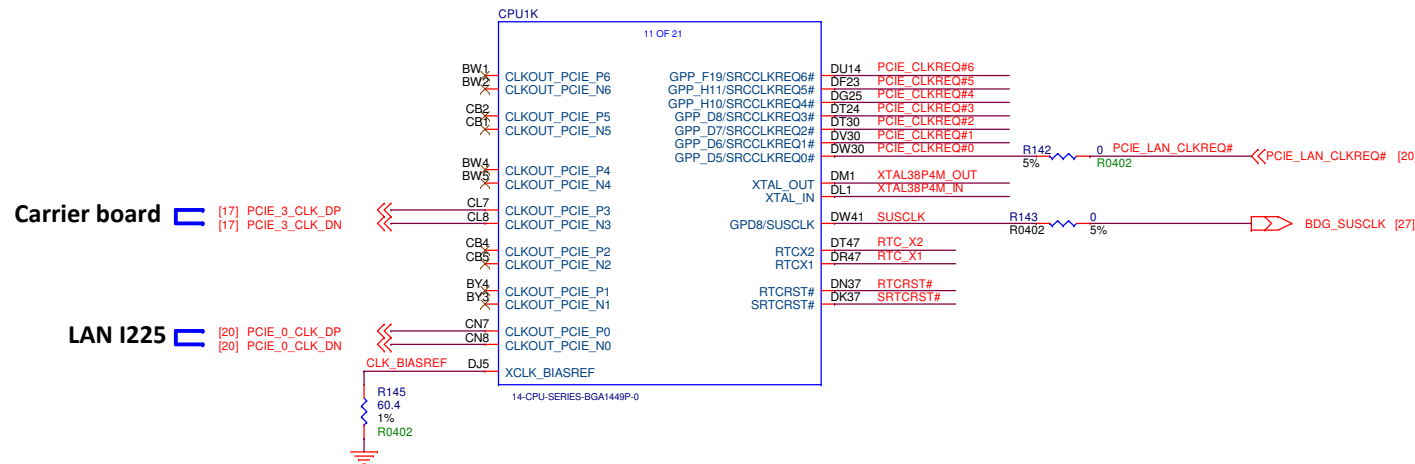 CPU1K
11 OF 21
BW1 CLKOUT_PCIE_P6
BW2 CLKOUT_PCIE_N6
CB2 CLKOUT_PCIE_P5
CB1 CLKOUT_PCIE_N5
BW4 CLKOUT_PCIE_P4
BW5 CLKOUT_PCIE_N4
Carrier board
[17] PCIE_3_CLK_DP CL7 CLKOUT_PCIE_P3
[17] PCIE_3_CLK_DN CL8 CLKOUT_PCIE_N3
CB4 CLKOUT_PCIE_P2
CB5 CLKOUT_PCIE_N2
BY4 CLKOUT_PCIE_P1
BY3 CLKOUT_PCIE_N1
LAN I225
[20] PCIE_0_CLK_DP CN7 CLKOUT_PCIE_P0
[20] PCIE_0_CLK_DN CN8 CLKOUT_PCIE_N0
CLK_BIASREF DJ5 XCLK_BIASREF
R145
60.4
1%
R0402
GPP_F19/SRCCLKREQ6# DU14 PCIE_CLKREQ#6
GPP_H11/SRCCLKREQ5# DF23 PCIE_CLKREQ#5
GPP_H10/SRCCLKREQ4# DG25 PCIE_CLKREQ#4
GPP_D8/SRCCLKREQ3# DT24 PCIE_CLKREQ#3
GPP_D7/SRCCLKREQ2# DT30 PCIE_CLKREQ#2
GPP_D6/SRCCLKREQ1# DV30 PCIE_CLKREQ#1
GPP_D5/SRCCLKREQ0# DW30 PCIE_CLKREQ#0
R142 0 PCIE_LAN_CLKREQ#
5% R0402
PCIE_LAN_CLKREQ# [20
XTAL_OUT DM1 XTAL38P4M_OUT
XTAL_IN DL1 XTAL38P4M_IN
GPD8/SUSCLK DW41 SUSCLK
R143 0
R0402 5%
BDG_SUSCLK [27]
RTCX2 DT47 RTC_X2
RTCX1 DR47 RTC_X1
RTCRST# DN37 RTCRST#
SRTCRST# DK37 SRTCRST#
14-CPU-SERIES-BGA1449P-0